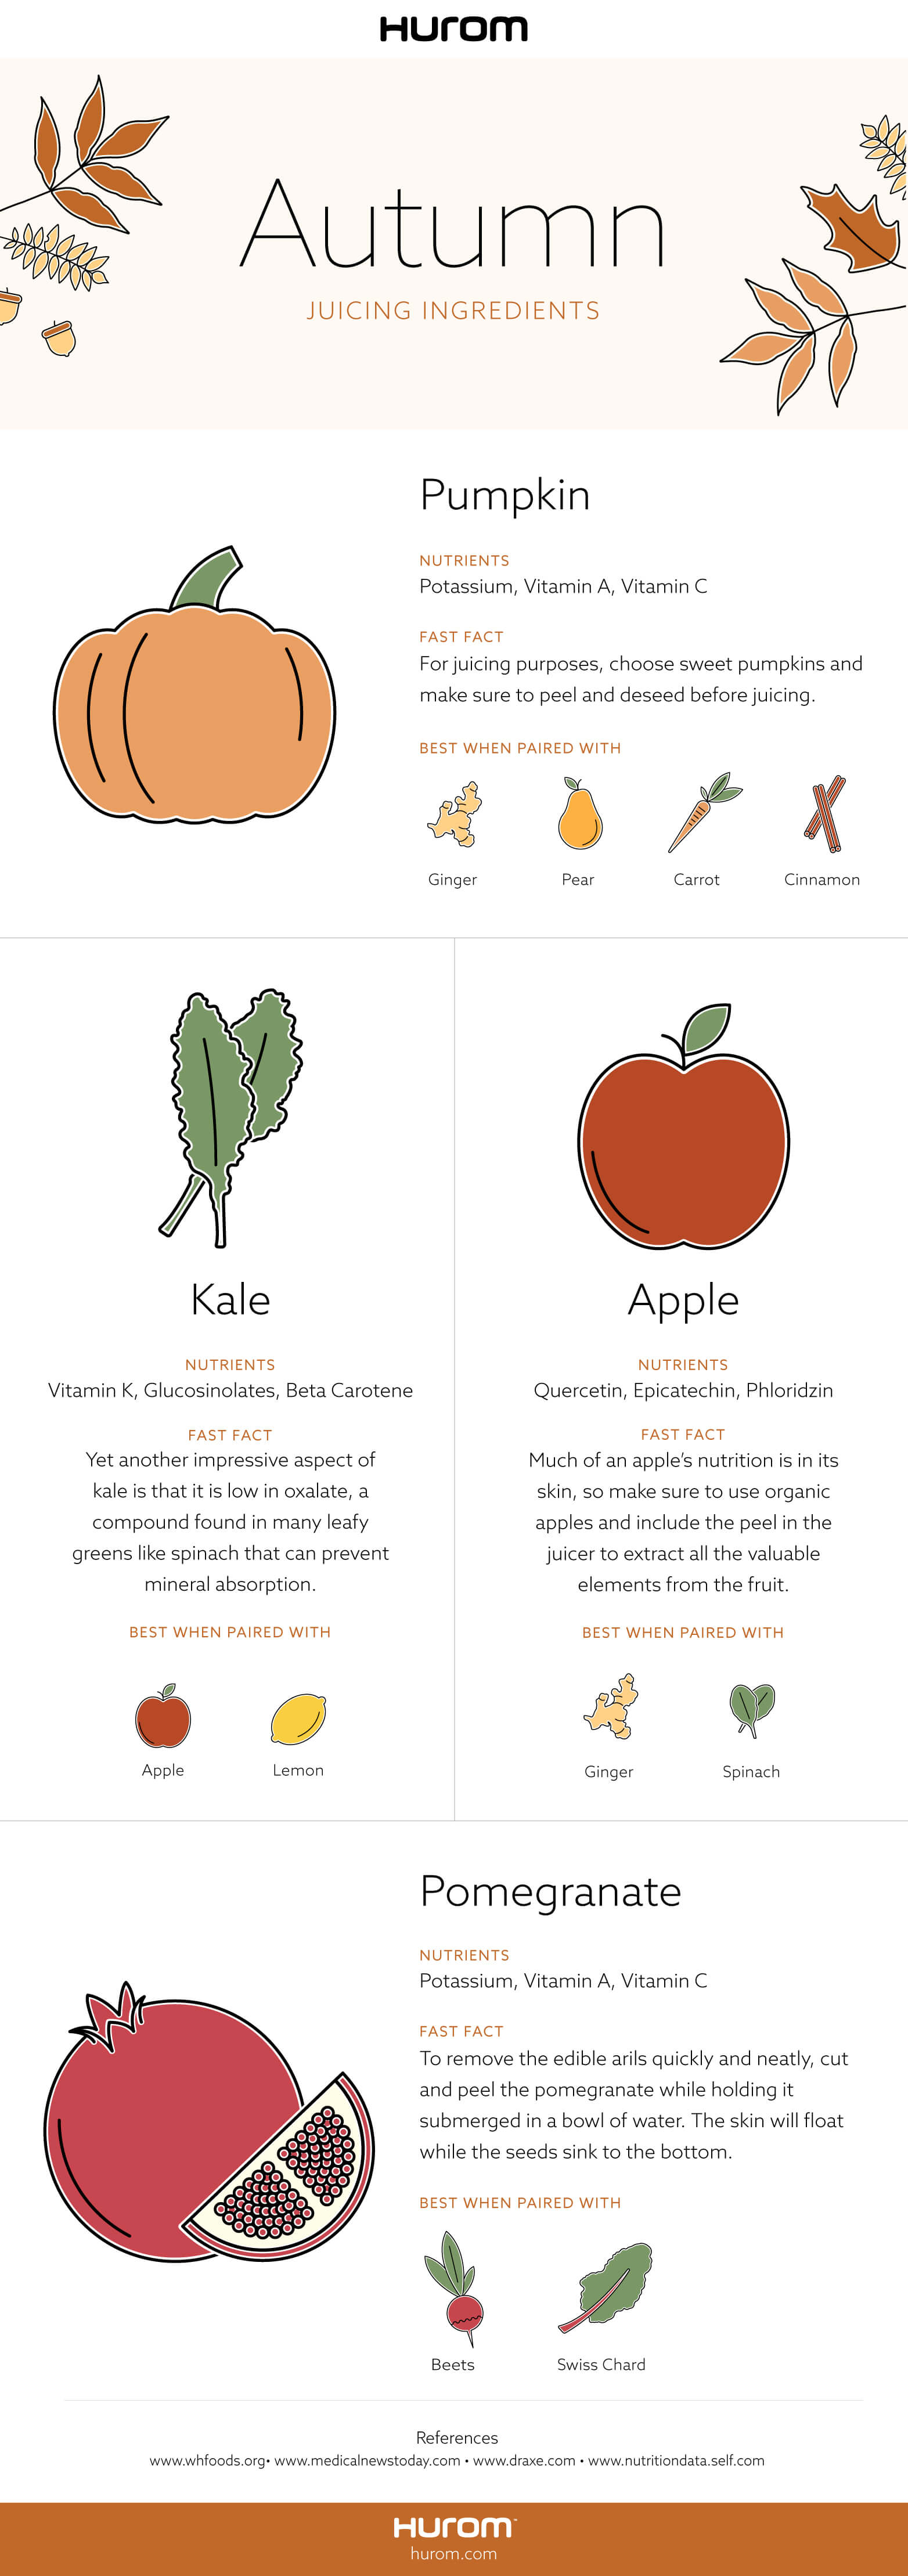 Hurom
Autumn
JUICING INGREDIENTS
Pumpkin
NUTRIENTS
Potassium, Vitamin A, Vitamin C
FAST FACT
For juicing purposes, choose sweet pumpkins and
make sure to peel and deseed before juicing.
BEST WHEN PAIRED WITH
Ginger
Pear
Carrot
Cinnamon
Kale
NUTRIENTS
Vitamin K, Glucosinolates, Beta Carotene
FAST FACT
Yet another impressive aspect of
kale is that it is low in oxalate, a
compound found in many leafy
greens like spinach that can prevent
mineral absorption.
BEST WHEN PAIRED WITH
Apple
Lemon
Apple
NUTRIENTS
Quercetin, Epicatechin, Phloridzin
FAST FACT
Much of an apple's nutrition is in its
skin, so make sure to use organic
apples and include the peel in the
juicer to extract all the valuable
elements from the fruit.
BEST WHEN PAIRED WITH
Ginger
Spinach
Pomegranate
NUTRIENTS
Potassium, Vitamin A, Vitamin C
FAST FACT
To remove the edible arils quickly and neatly, cut
and peel the pomegranate while holding it
submerged in a bowl of water. The skin will float
while the seeds sink to the bottom.
BEST WHEN PAIRED WITH
Beets
Swiss Chard
References
www.whfoods.org• www.medicalnewstoday.com • www.draxe.com • www.nutritiondata.self.com
Hurom™
hurom.com